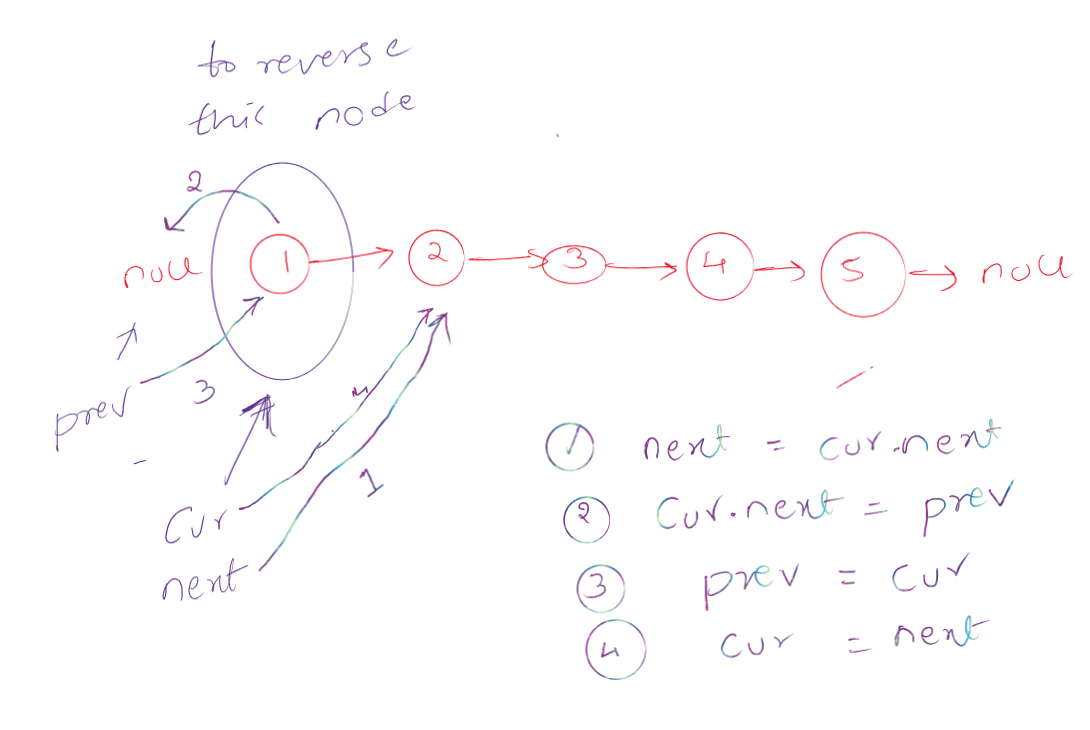 to reverse
this node
2
null 1 2 3 4 5 null
prev 3
4
1
cur
next
1 next = cur.next
2 cur.next = prev
3 prev = cur
4 cur = next